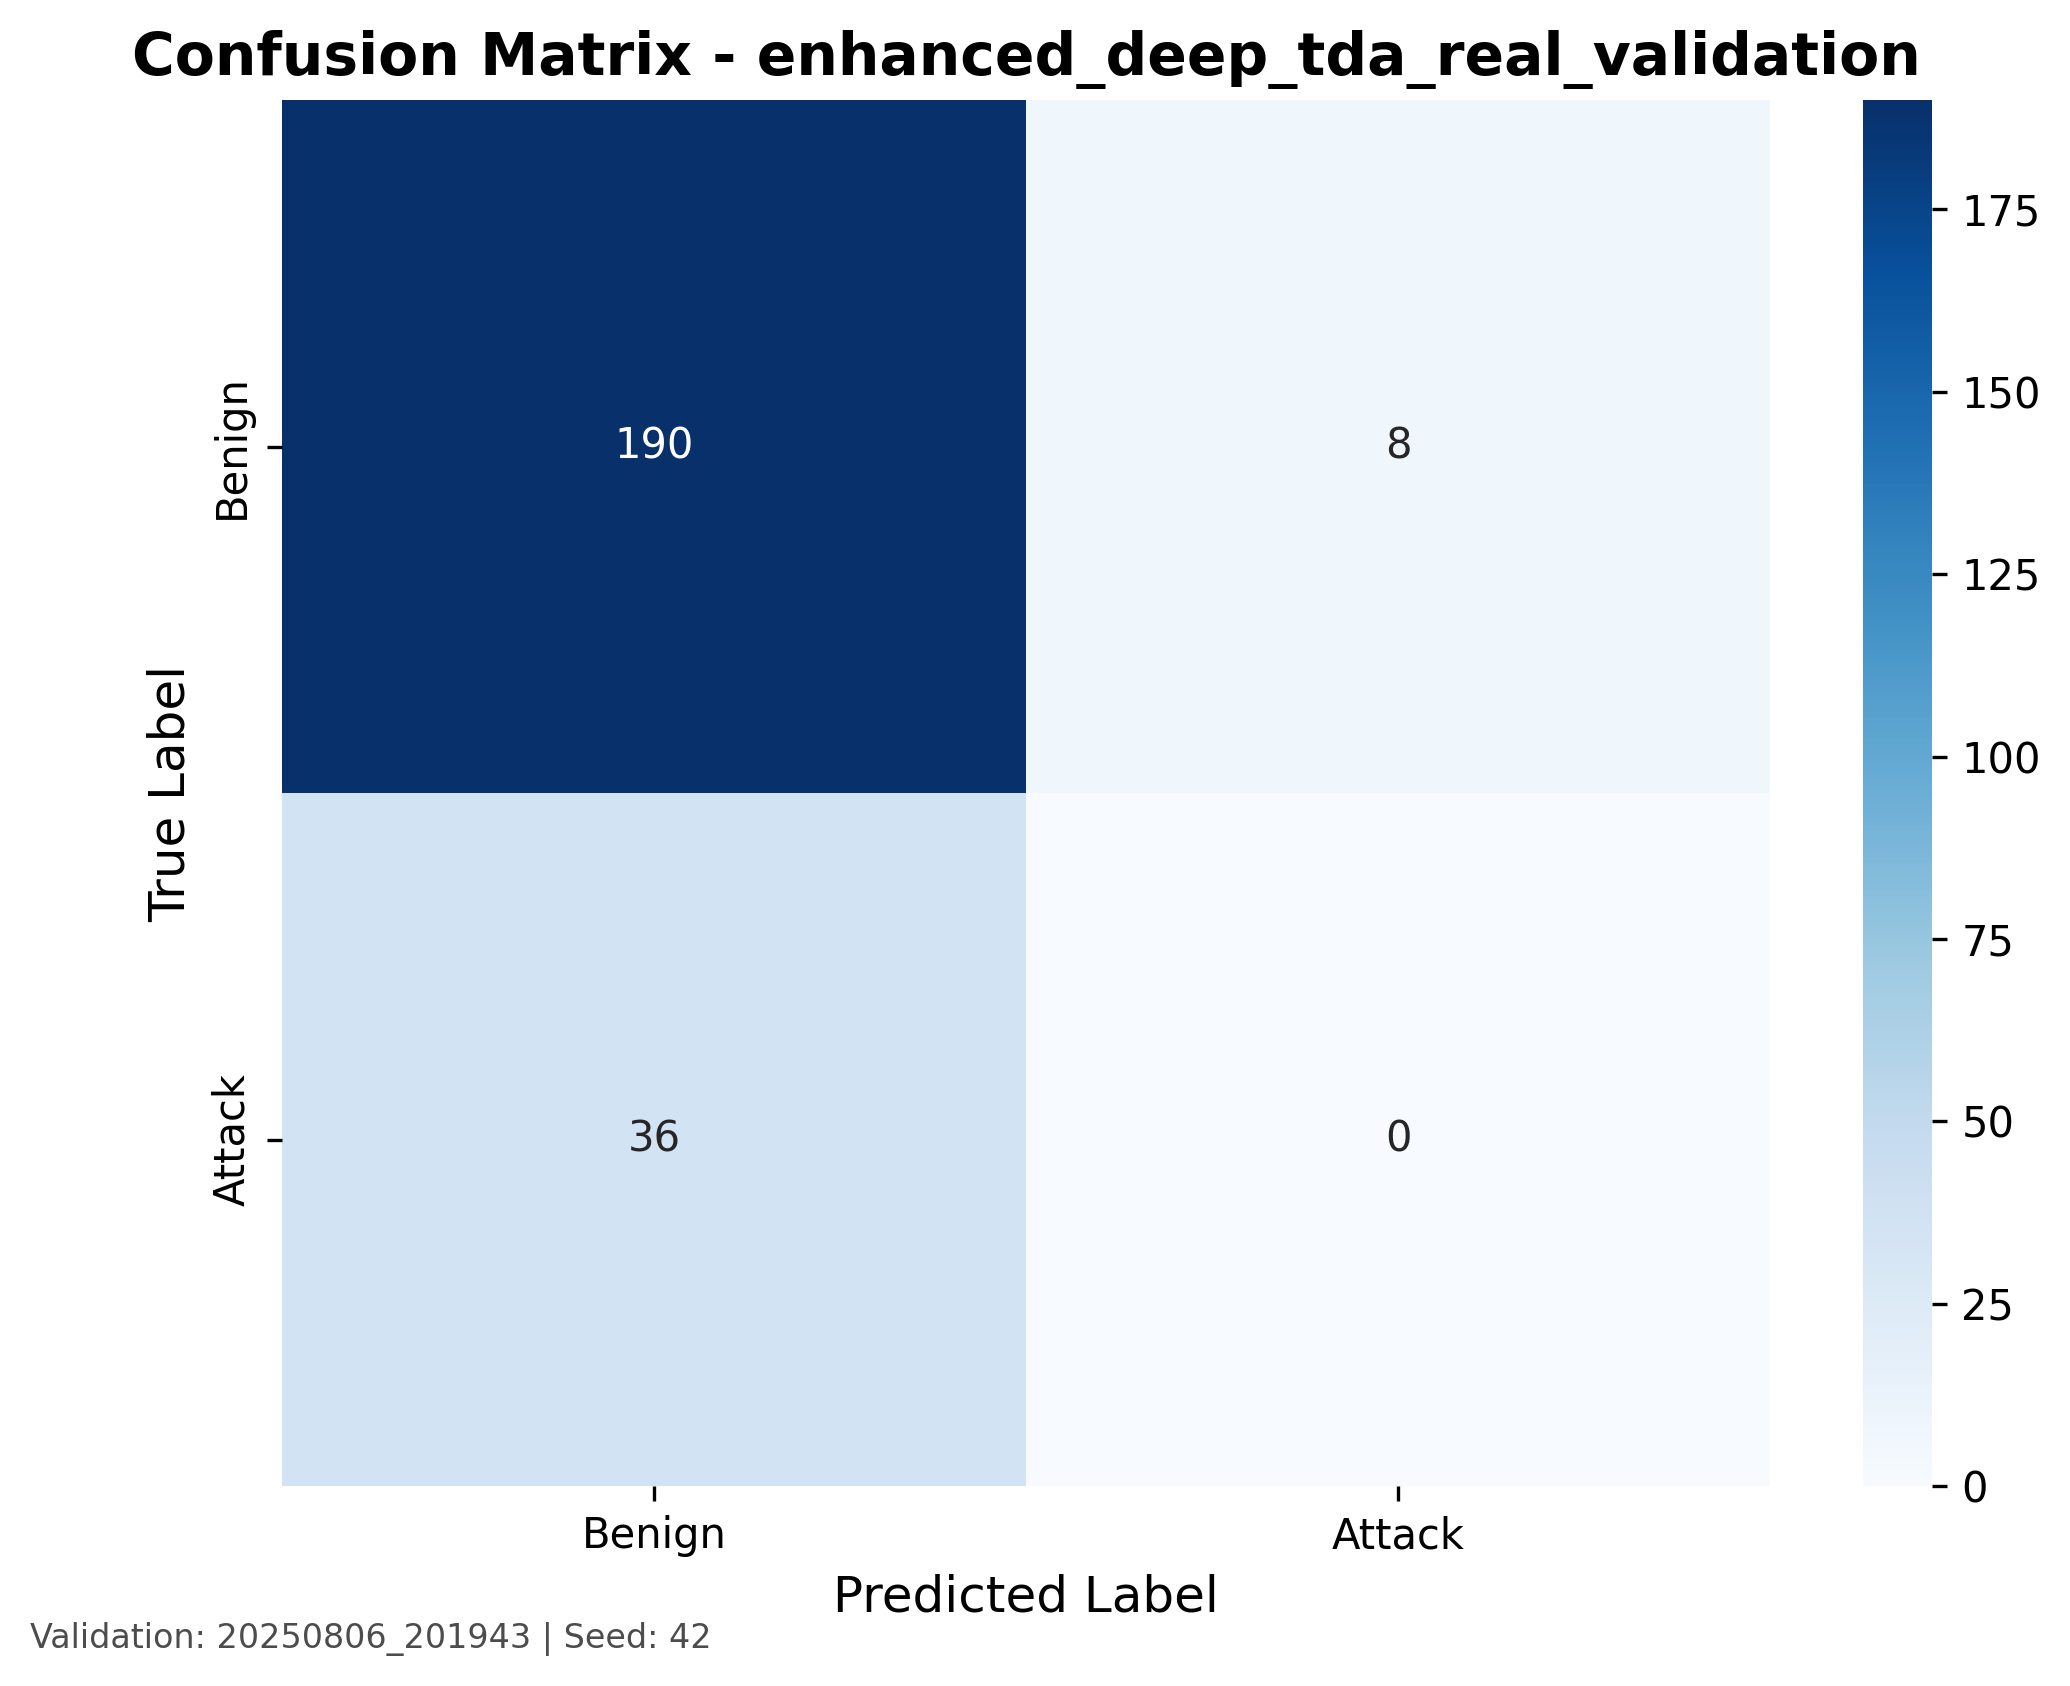 Confusion Matrix - enhanced_deep_tda_real_validation
True Label
Benign
190
8
Attack
36
0
Benign
Attack
Predicted Label
175
150
125
100
75
50
25
0
Validation: 20250806_201943 | Seed: 42